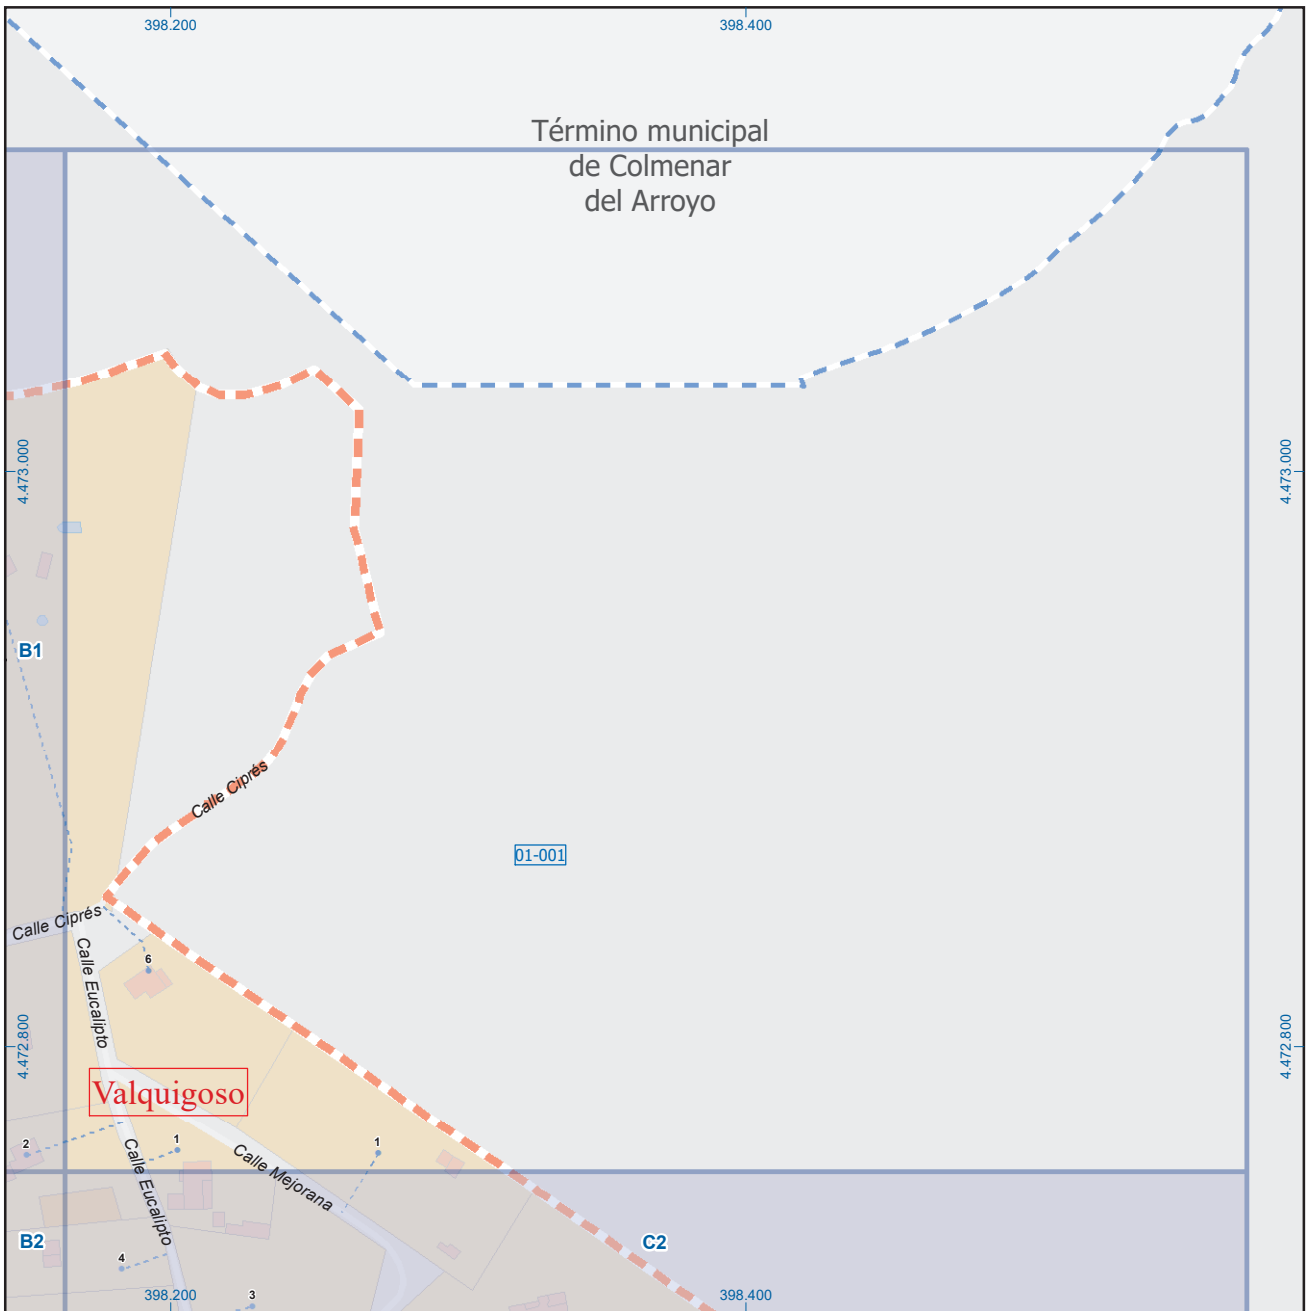 398.200
398.400
Término municipal
de Colmenar
del Arroyo
4.473.000
4.473.000
B1
Calle Ciprés
01-001
Calle Ciprés
Calle Eucalipto
6
4.472.800
4.472.800
Valquigoso
2
1
1
Calle Eucalipto
Calle Mejorana
B2
C2
4
3
398.200
398.400